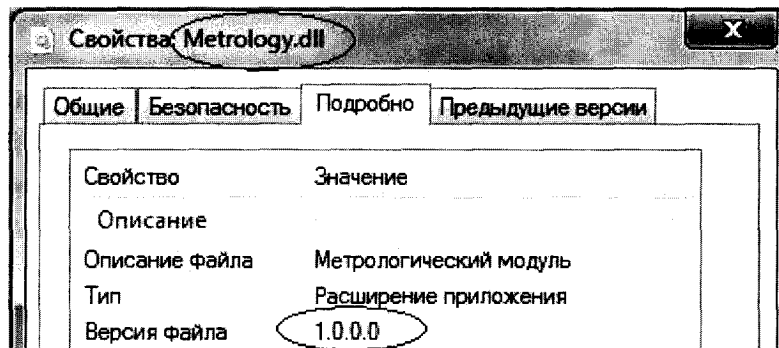 Свойства: Metrology.dll
X
Общие Безопасность Подробно Предыдущие версии
Свойство Значение
Описание
Описание файла Метрологический модуль
Тип Расширение приложения
Версия файла 1.0.0.0